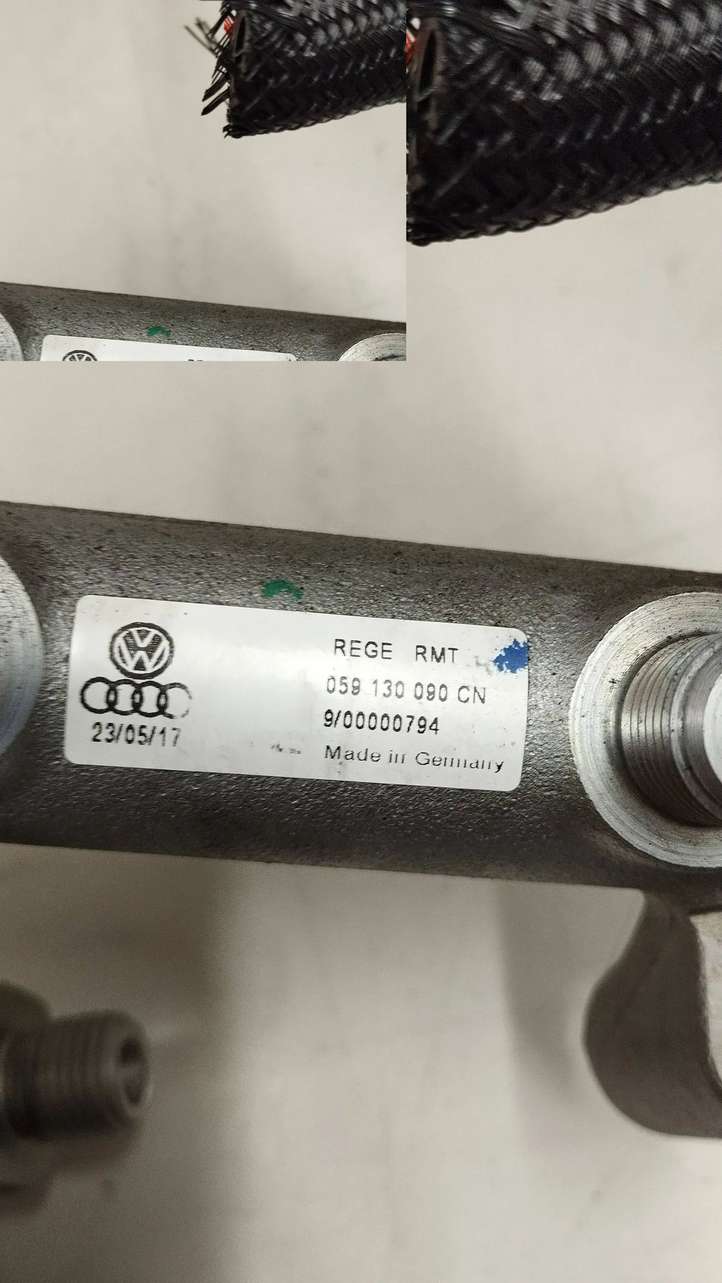 REGE RMT
059 130 090 CN
9/00000794
23/05/17
Made in Germany